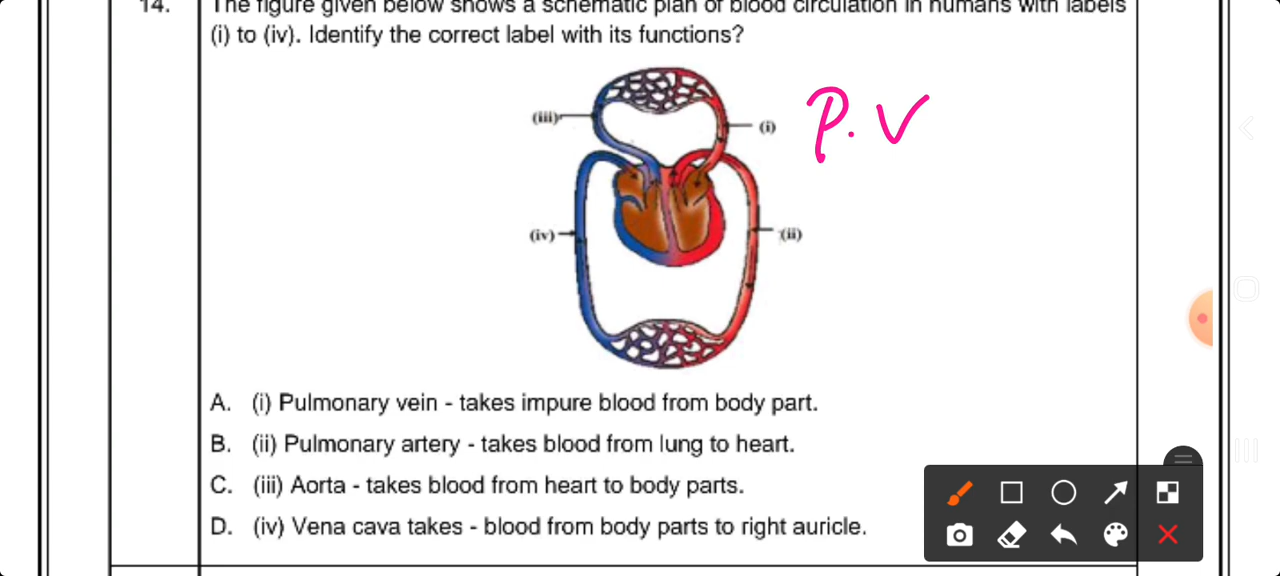 14. The figure given below shows a schematic plan of blood circulation in humans with labels
(i) to (iv). Identify the correct label with its functions?
(iii) (i) P.V
(iv) (ii)
A. (i) Pulmonary vein - takes impure blood from body part.
B. (ii) Pulmonary artery - takes blood from lung to heart.
C. (iii) Aorta - takes blood from heart to body parts.
D. (iv) Vena cava takes - blood from body parts to right auricle.